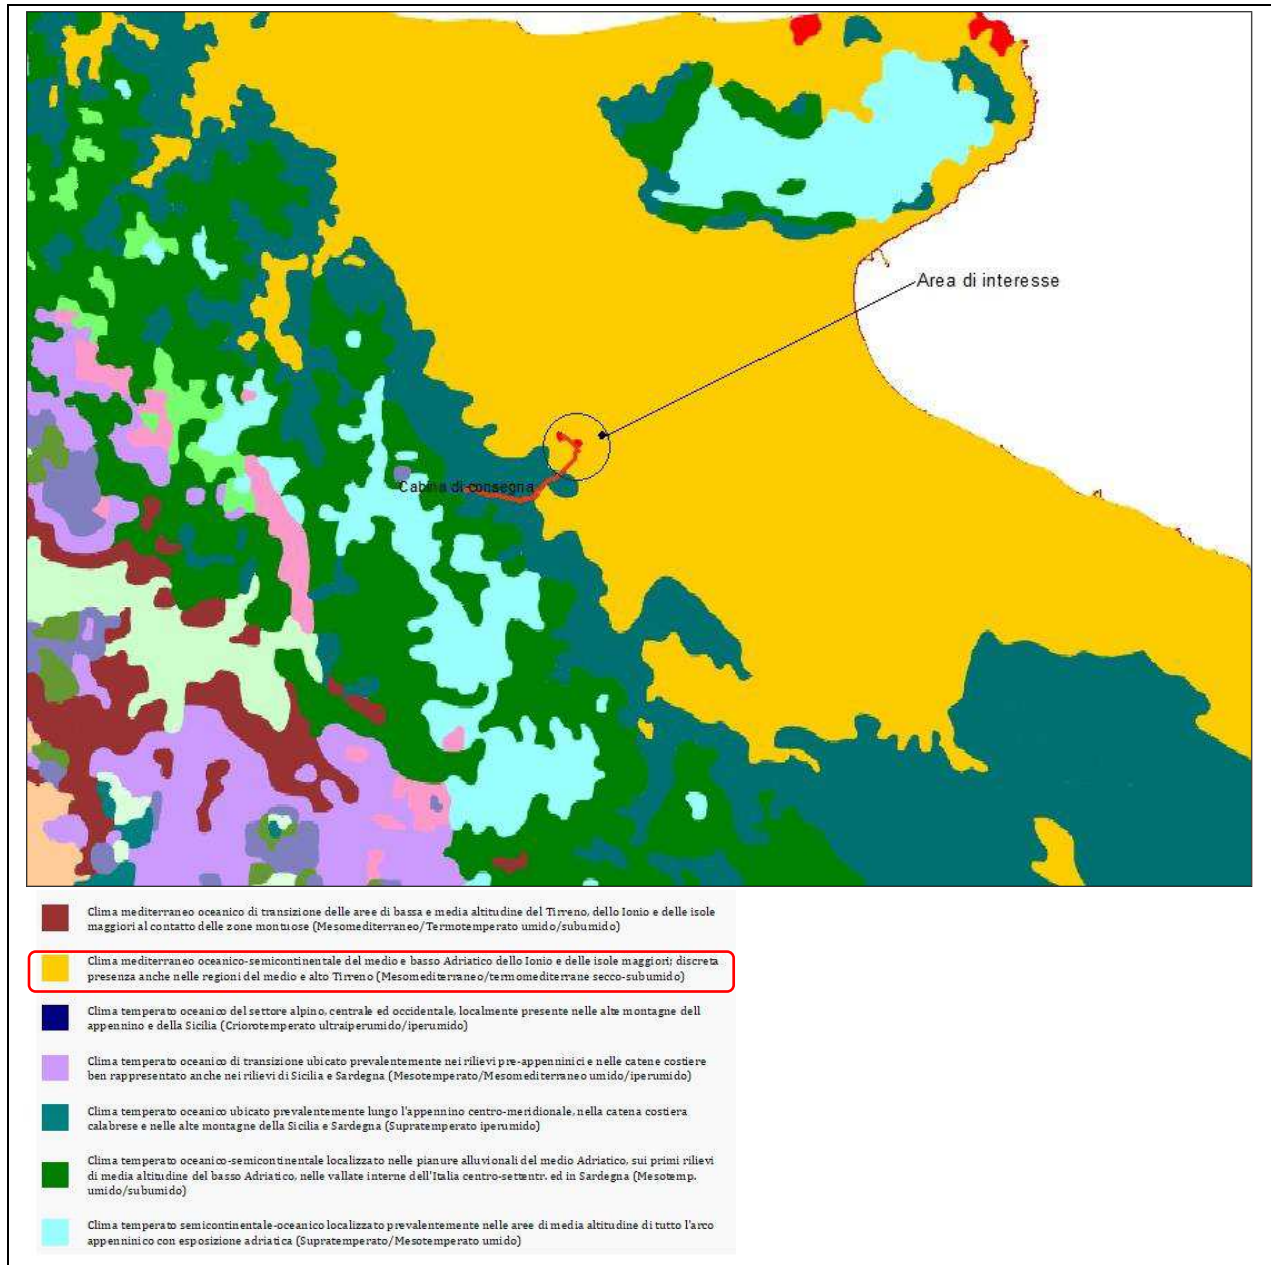 Area di interesse
Cabina di consegna
Clima mediterraneo oceanico di transizione delle aree di bassa e media altitudine del Tirreno, dello Ionio e delle isole
maggiori al contatto delle zone montuose (Mesomediterraneo/Termotemperato umido/subumido)
Clima mediterraneo oceanico-semicontinentale del medio e basso Adriatico dello Ionio e delle isole maggiori; discreta
presenza anche nelle regioni del medio e alto Tirreno (Mesomediterraneo/termomediterrane secco-subumido)
Clima temperato oceanico del settore alpino, centrale ed occidentale, localmente presente nelle alte montagne dell
appennino e della Sicilia (Criorotemperato ultraiperumido/iperumido)
Clima temperato oceanico di transizione ubicato prevalentemente nei rilievi pre-appenninici e nelle catene costiere
ben rappresentato anche nei rilievi di Sicilia e Sardegna (Mesotemperato/Mesomediterraneo umido/iperumido)
Clima temperato oceanico ubicato prevalentemente lungo l'appennino centro-meridionale, nella catena costiera
calabrese e nelle alte montagne della Sicilia e Sardegna (Supratemperato iperumido)
Clima temperato oceanico-semicontinentale localizzato nelle pianure alluvionali del medio Adriatico, sui primi rilievi
di media altitudine del basso Adriatico, nelle vallate interne dell'Italia centro-settentr. ed in Sardegna (Mesotemp.
umido/subumido)
Clima temperato semicontinentale-oceanico localizzato prevalentemente nelle aree di media altitudine di tutto l'arco
appenninico con esposizione adriatica (Supratemperato/Mesotemperato umido)